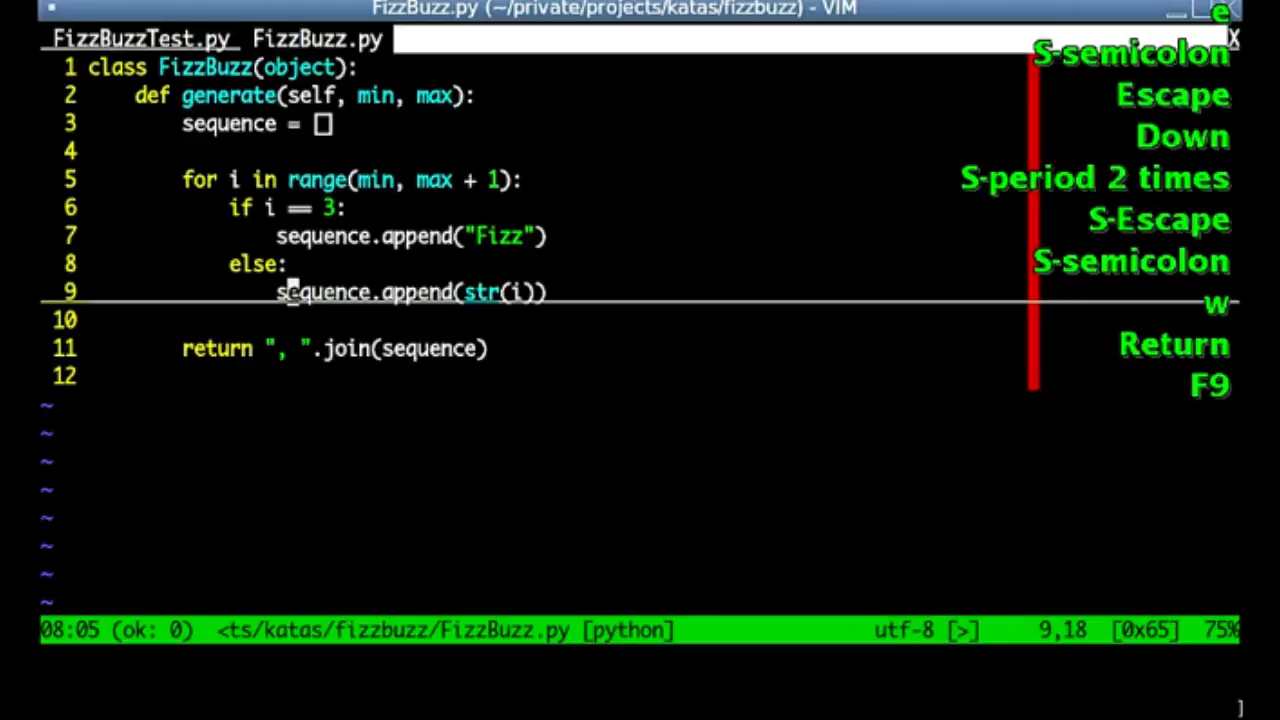 FizzBuzz.py (~/private/projects/katas/fizzbuzz) - VIM
e
FizzBuzzTest.py FizzBuzz.py X
S-semicolon
1 class FizzBuzz(object):
2 def generate(self, min, max):
Escape
3 sequence = []
Down
4
5 for i in range(min, max + 1):
S-period 2 times
6 if i == 3:
S-Escape
7 sequence.append("Fizz")
8 else:
S-semicolon
9 sequence.append(str(i))
w
10
11 return ", ".join(sequence)
Return
12
F9
~
~
~
~
~
~
~
~
08:05 (ok: 0) <ts/katas/fizzbuzz/FizzBuzz.py [python] utf-8 [>] 9,18 [0x65] 75%
]